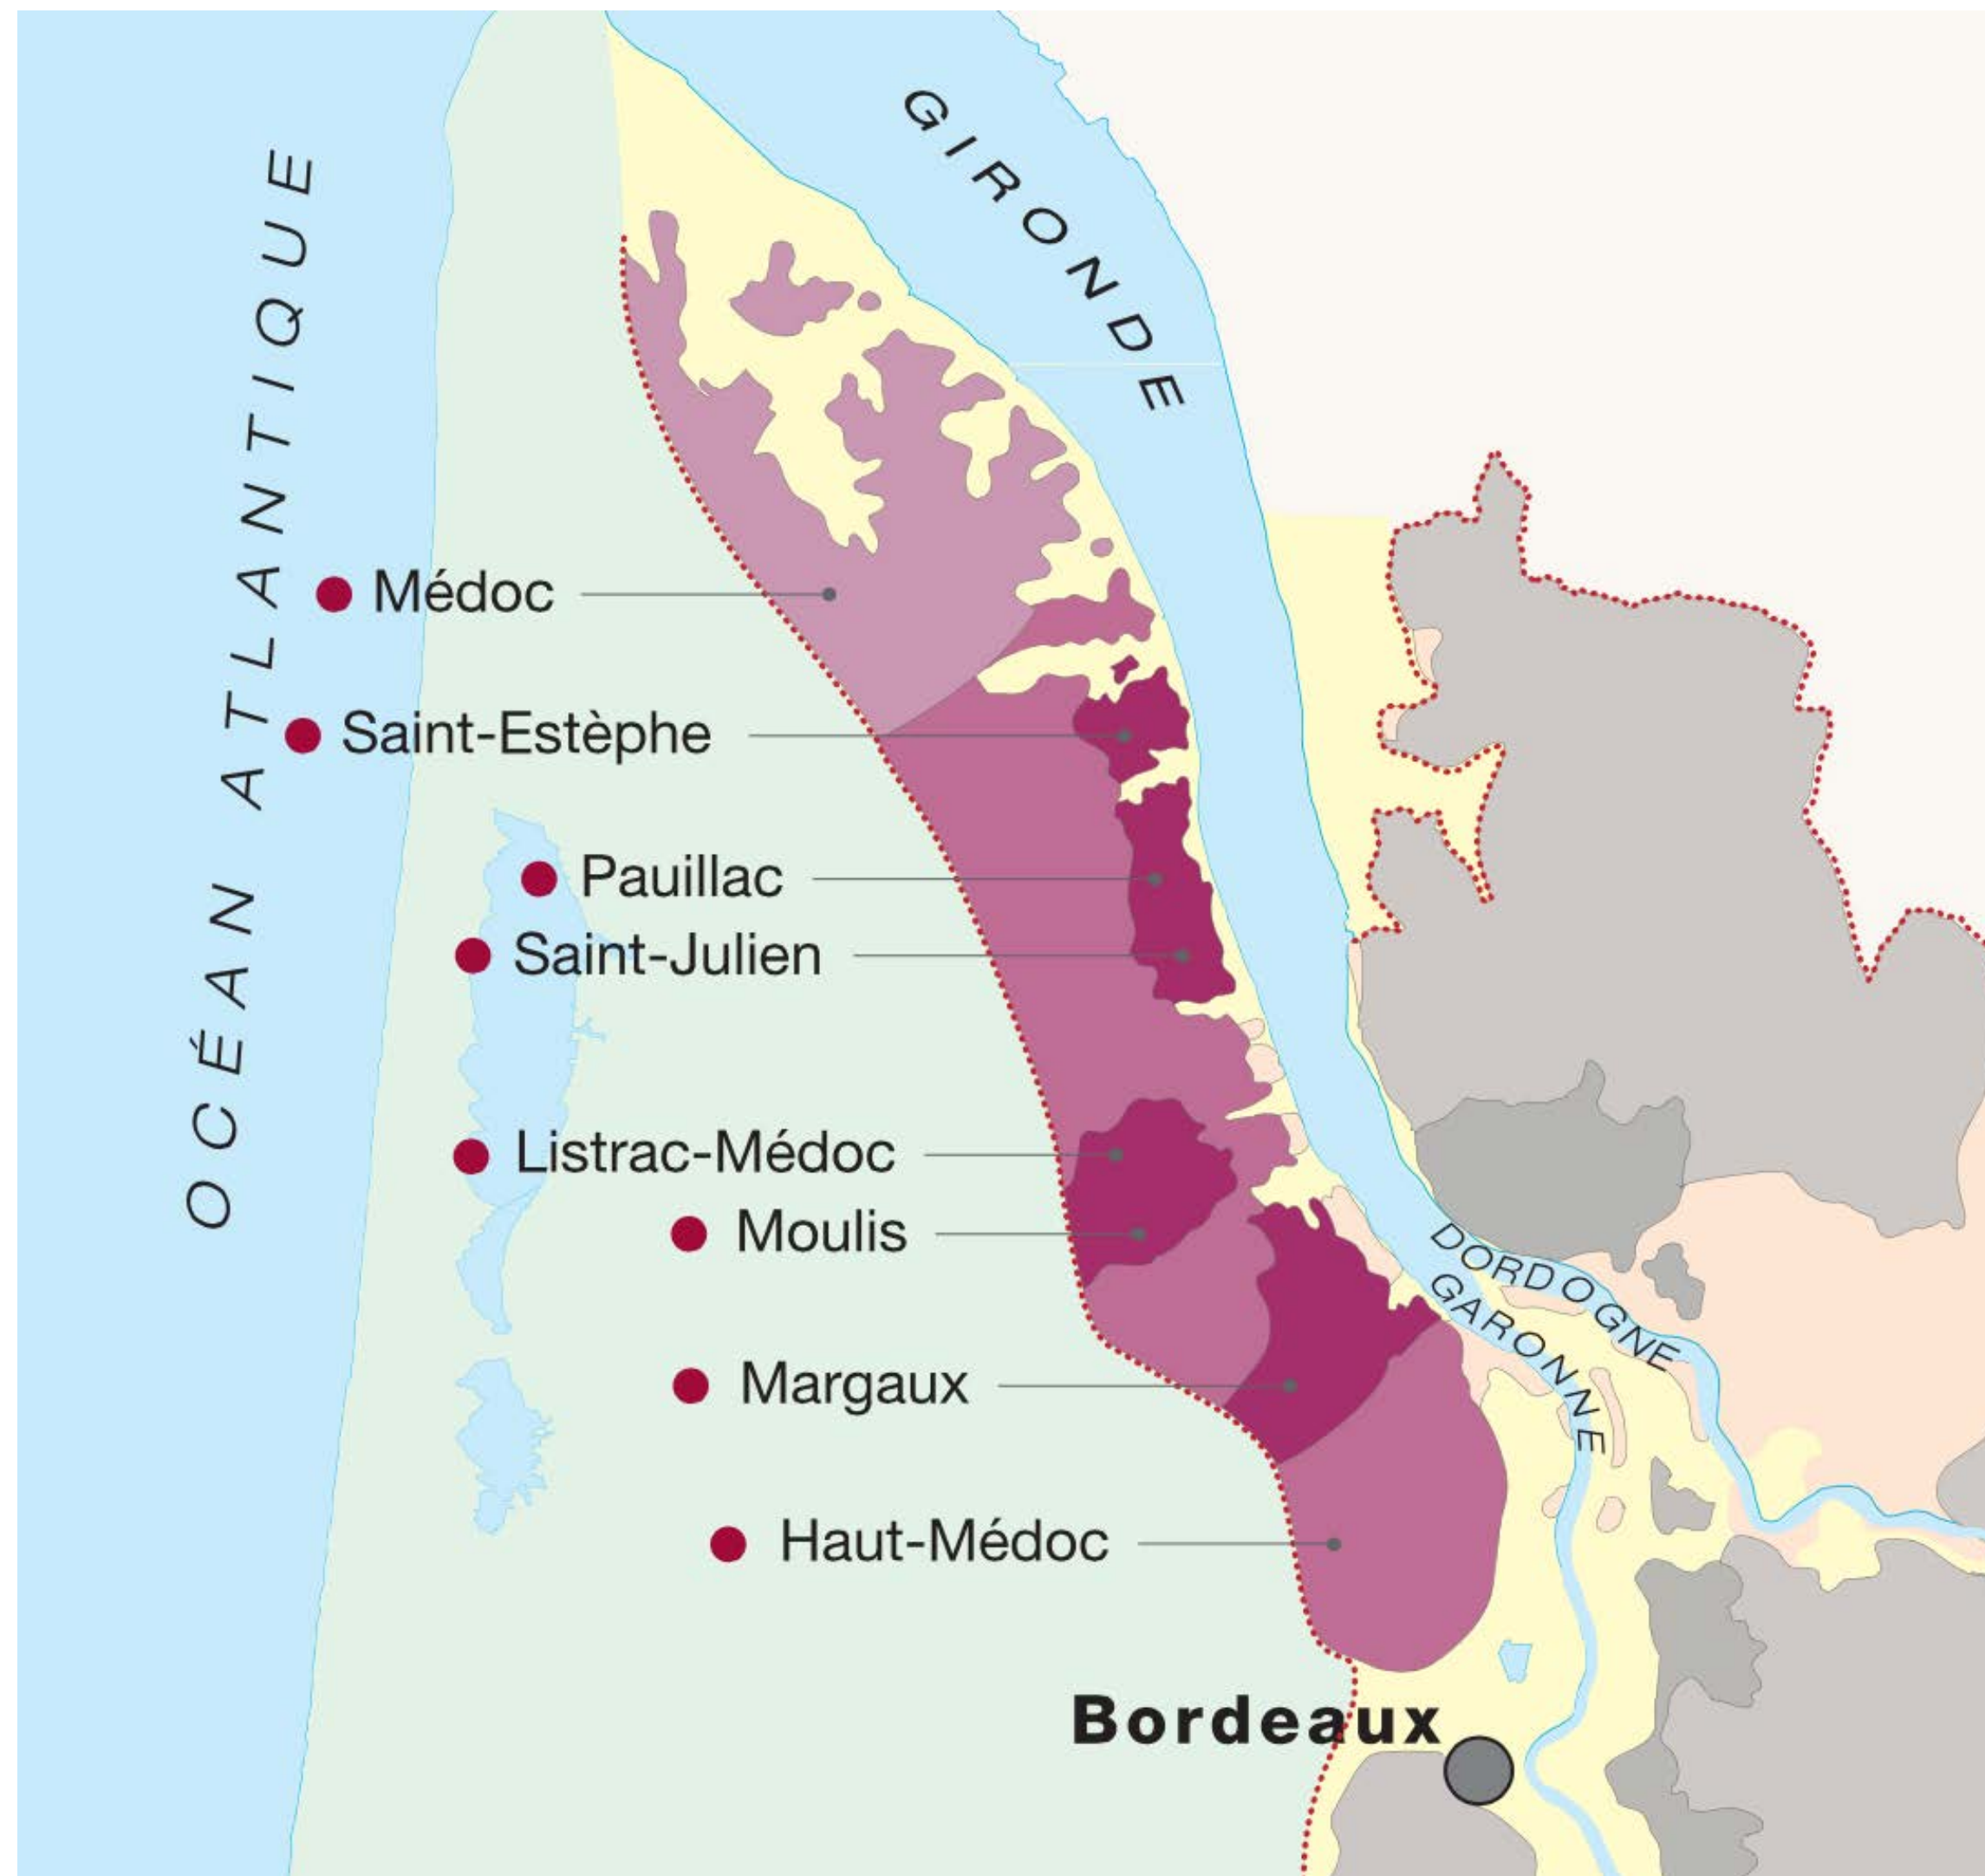 OCÉAN ATLANTIQUE
GIRONDE
Médoc
Saint-Estèphe
Pauillac
Saint-Julien
Listrac-Médoc
Moulis
Margaux
Haut-Médoc
DORDOGNE
GARONNE
Bordeaux